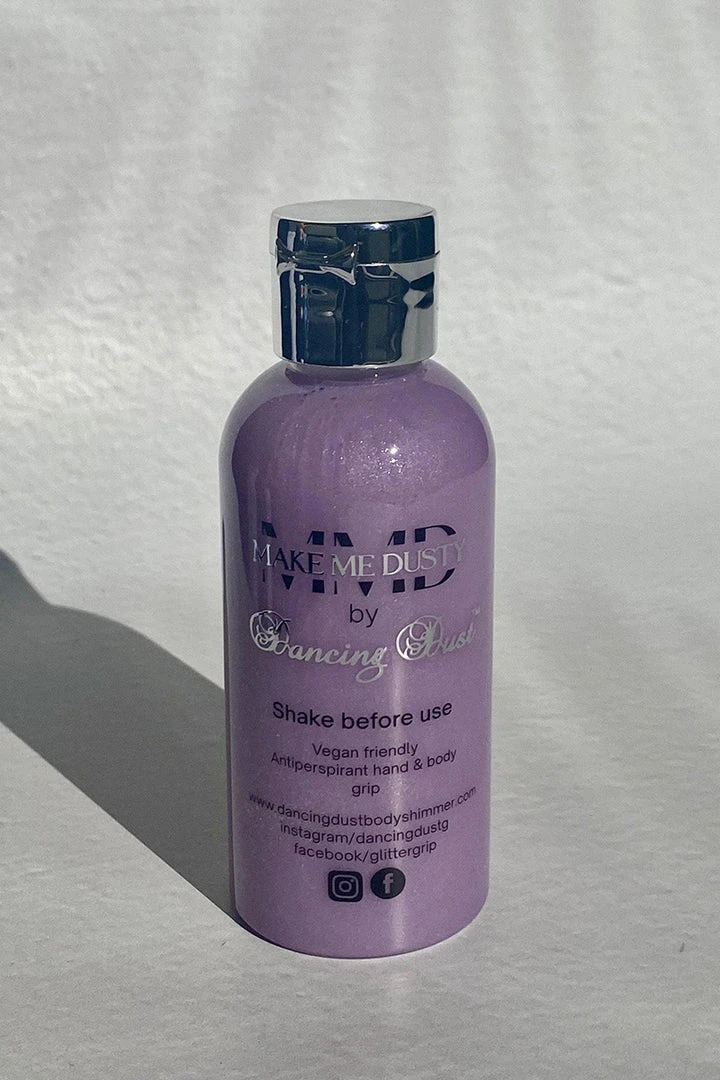 MMD
MAKE ME DUSTY
by
Dancing Dust™
Shake before use
Vegan friendly
Antiperspirant hand & body
grip
www.dancingdustbodyshimmer.com
instagram/dancingdustg
facebook/glittergrip